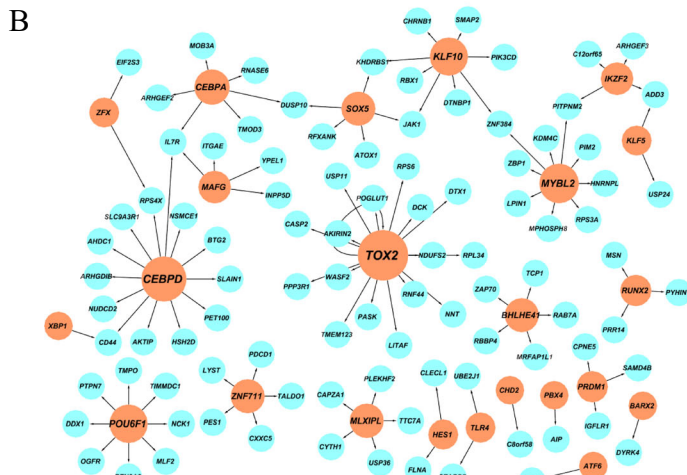 B
MOB3A
CHRNB1
SMAP2
EIF2S3
RNASE6
KHDRBS1
KLF10
PIK3CD
C12orf65
ARHGEF3
CEBPA
RBX1
IKZF2
ARHGEF2
DUSP10
DTNBP1
PITPNM2
ADD3
ZFX
SOX5
TMOD3
RFXANK
JAK1
ZNF384
IL7R
ITGAE
ATOX1
KDM4C
PIM2
KLF5
YPEL1
ZBP1
MAFG
INPP5D
USP11
RPS6
MYBL2
HNRNPL
USP24
RPS4X
POGLUT1
DCK
DTX1
LPIN1
RPS3A
SLC9A3R1
NSMCE1
MPHOSPH8
CASP2
AKIRIN2
AHDC1
BTG2
TOX2
NDUFS2
RPL34
MSN
ARHGDIB
CEBPD
SLAIN1
PPP3R1
WASF2
TCP1
ZAP70
RUNX2
PYHIN
NUDCD2
PET100
RNF44
NNT
BHLHE41
RAB7A
XBP1
PASK
PRR14
CD44
AKTIP
HSH2D
TMEM123
LITAF
RBBP4
MRFAP1L1
CPNE5
TMPO
PDCD1
CLECL1
UBE2J1
PTPN7
TIMMDC1
LYST
PLEKHF2
SAMD4B
CAPZA1
CHD2
PBX4
PRDM1
DDX1
POU6F1
NCK1
ZNF711
TALDO1
MLXIPL
TTC7A
BARX2
PES1
CYTH1
HES1
TLR4
IGFLR1
CXXC5
C8orf58
AIP
DYRK4
OGFR
MLF2
USP36
FLNA
ATF6